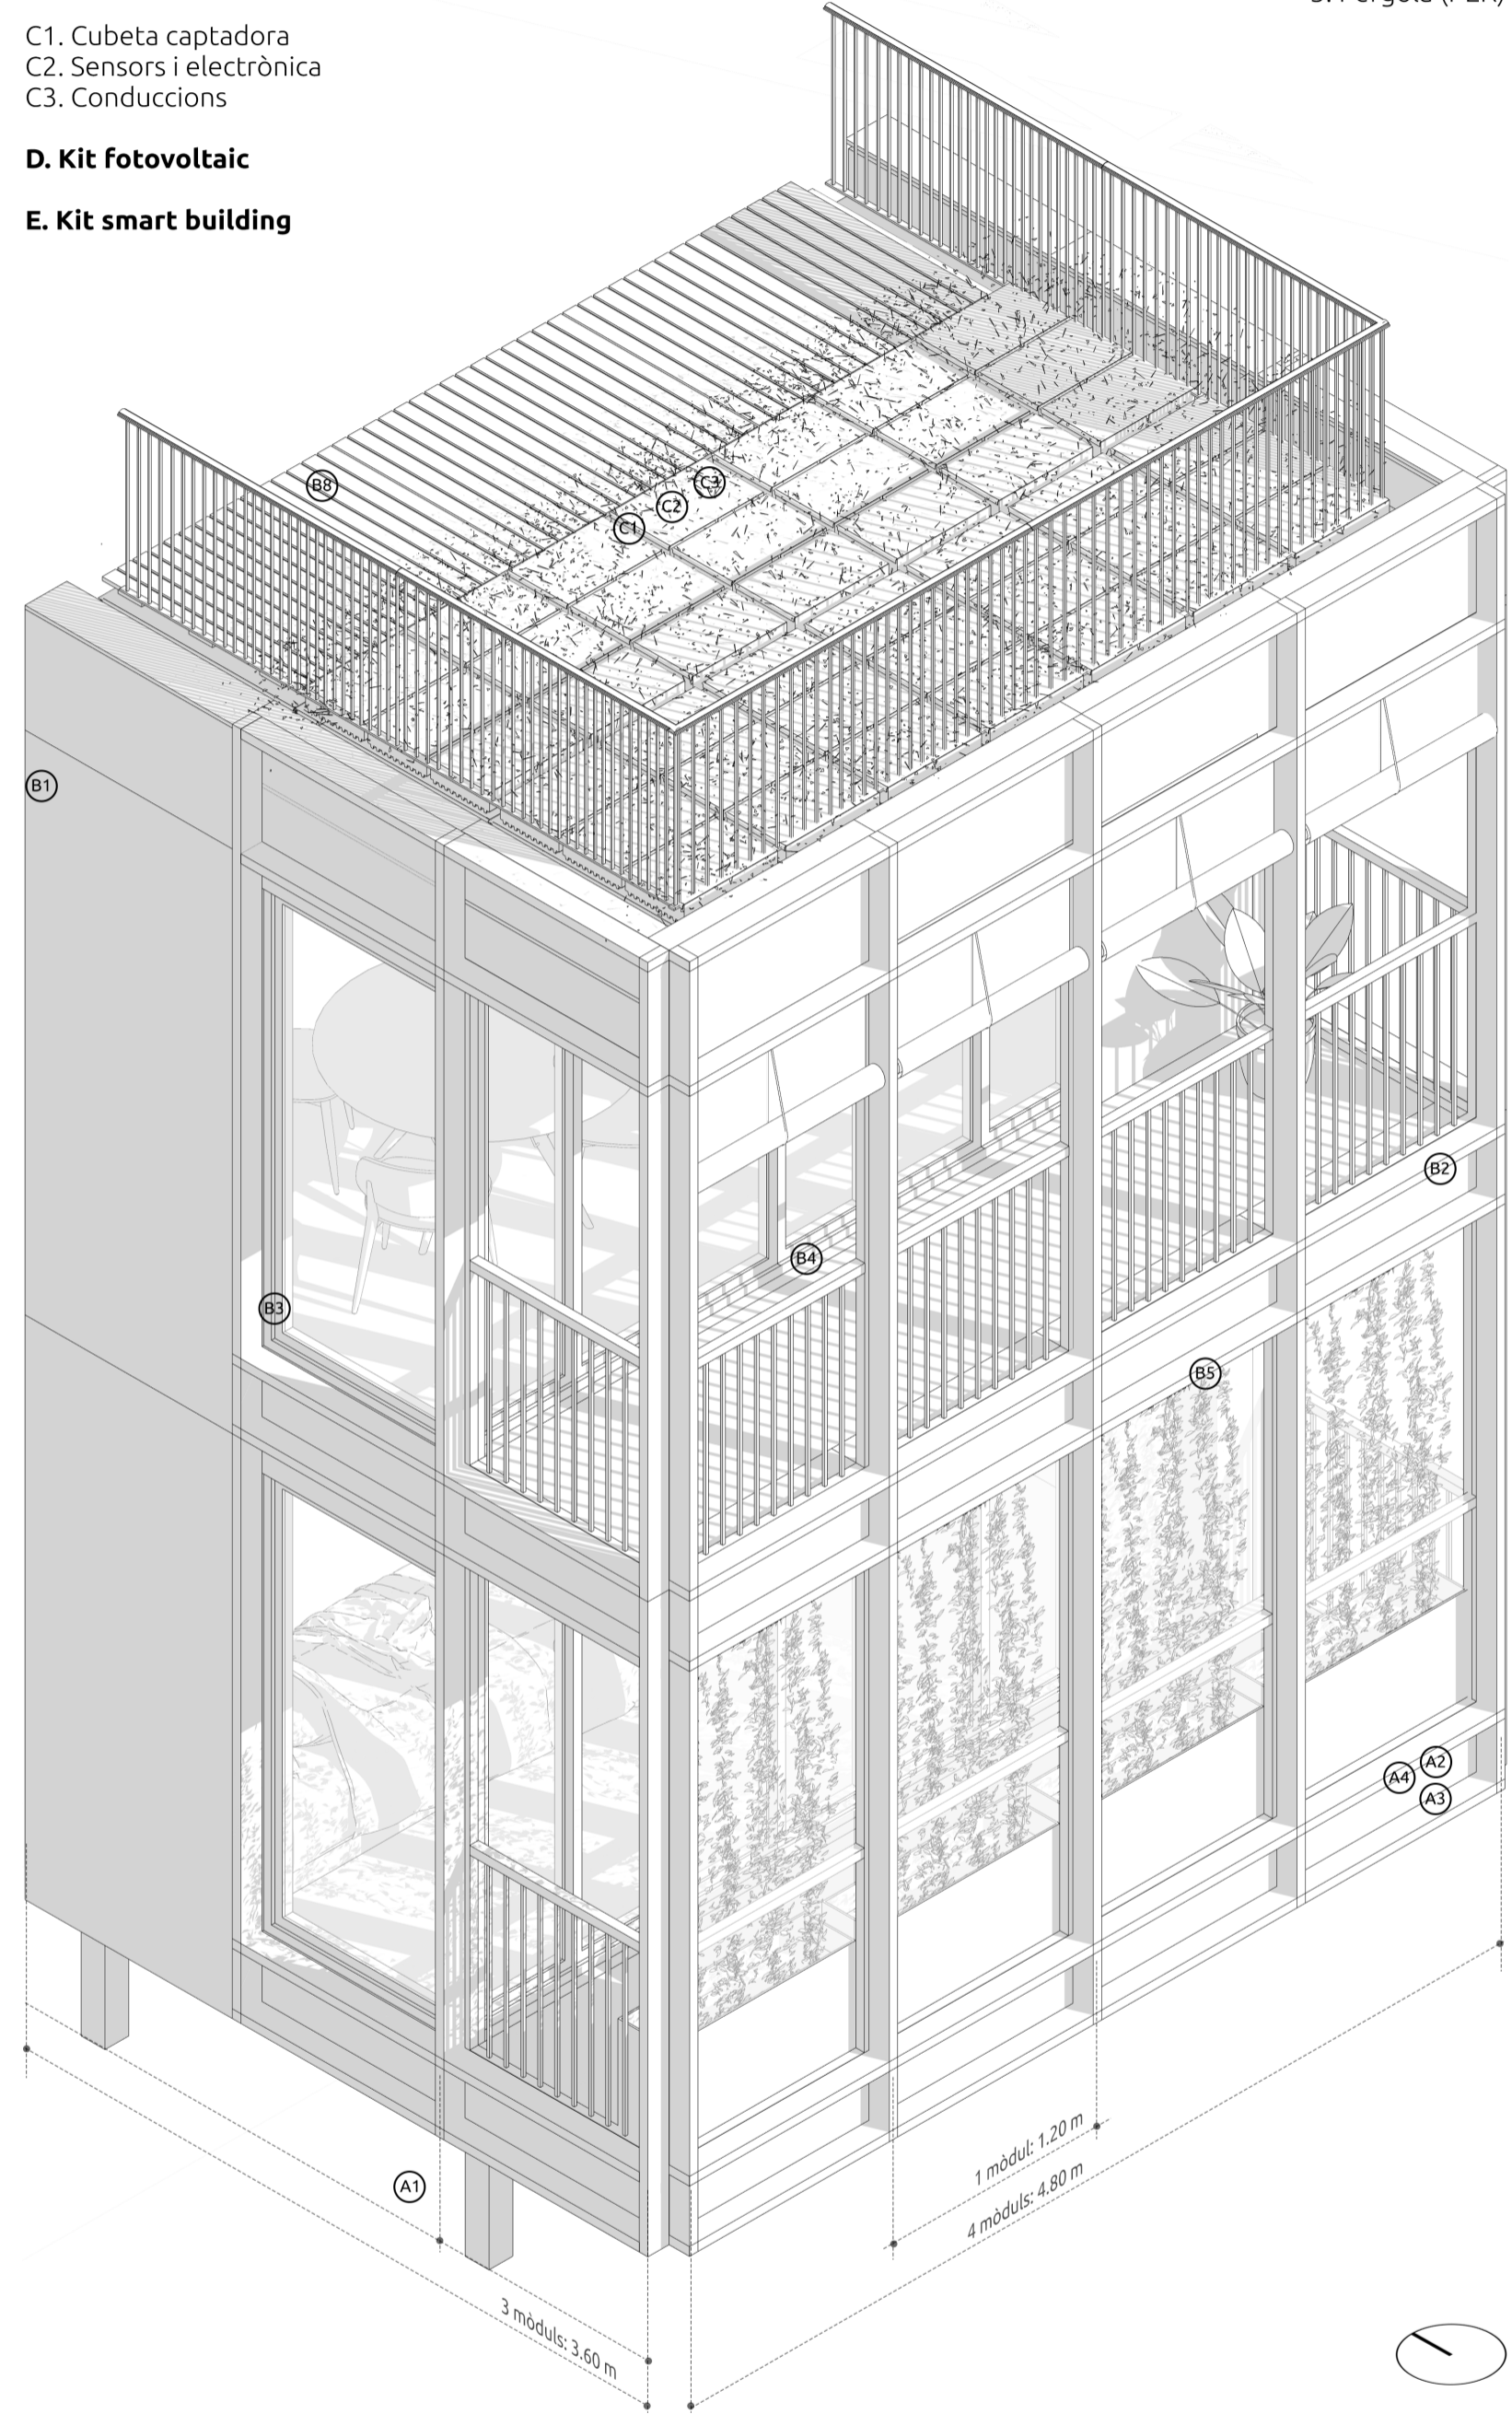 C1. Cubeta captadora
C2. Sensors i electrònica
C3. Conduccions
D. Kit fotovoltaic
E. Kit smart building
B8
C3
C2
C1
B1
B2
B4
B3
B5
A2
A4
A3
A1
1 mòdul: 1.20 m
4 mòduls: 4.80 m
3 mòduls: 3.60 m